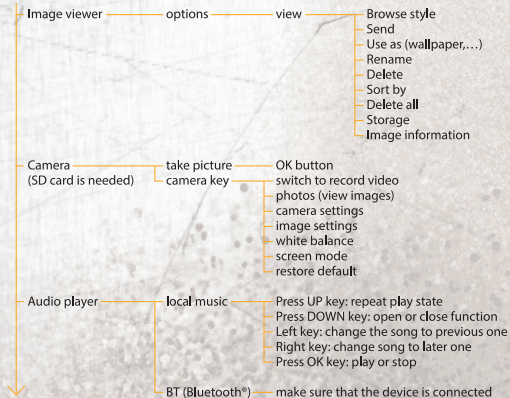 Image viewer options view Browse style
Send
Use as (wallpaper,...)
Rename
Delete
Sort by
Delete all
Storage
Image information
Camera take picture OK button
(SD card is needed) camera key switch to record video
photos (view images)
camera settings
image settings
white balance
screen mode
restore default
Audio player local music Press UP key: repeat play state
Press DOWN key: open or close function
Left key: change the song to previous one
Right key: change song to later one
Press OK key: play or stop
BT (Bluetooth®) make sure that the device is connected